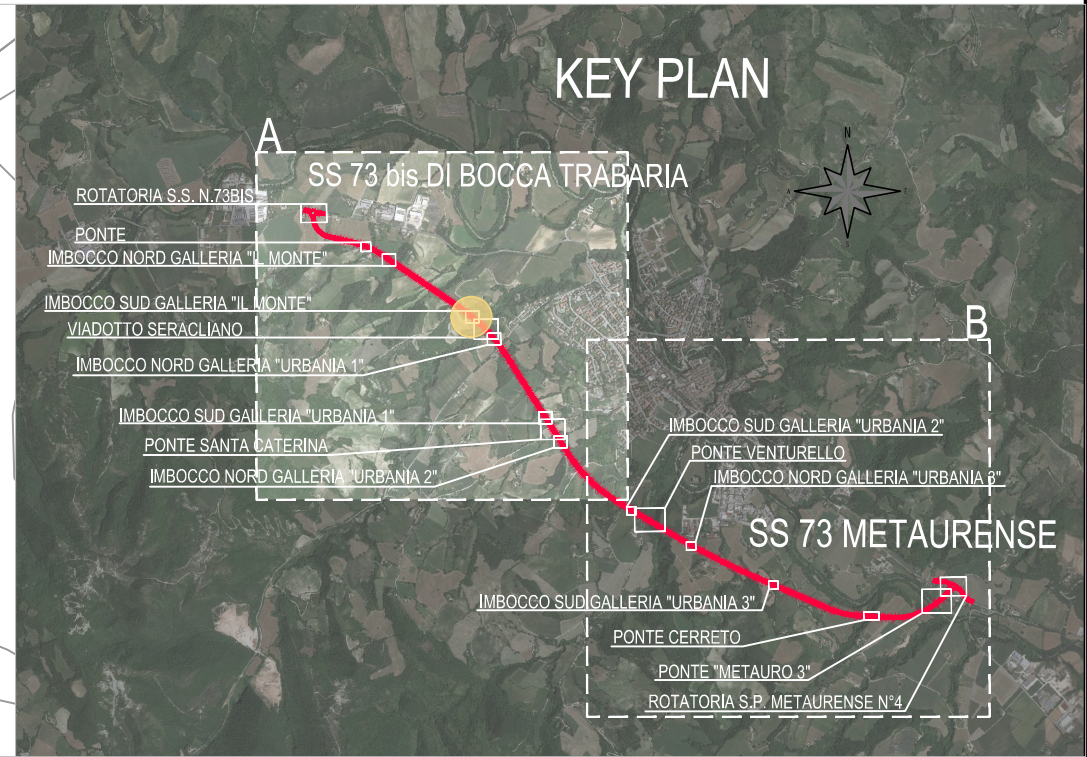 KEY PLAN
A
SS 73 bis DI BOCCA TRABARIA
N
ROTATORIA S.S. N.73BIS
PONTE
IMBOCCO NORD GALLERIA "IL MONTE"
IMBOCCO SUD GALLERIA "IL MONTE"
VIADOTTO SERACLIANO
IMBOCCO NORD GALLERIA "URBANIA 1"
IMBOCCO SUD GALLERIA "URBANIA 1"
PONTE SANTA CATERINA
IMBOCCO NORD GALLERIA "URBANIA 2"
B
IMBOCCO SUD GALLERIA "URBANIA 2"
PONTE VENTURELLO
IMBOCCO NORD GALLERIA "URBANIA 3"
SS 73 METAURENSE
IMBOCCO SUD GALLERIA "URBANIA 3"
PONTE CERRETO
PONTE "METAURO 3"
ROTATORIA S.P. METAURENSE N°4